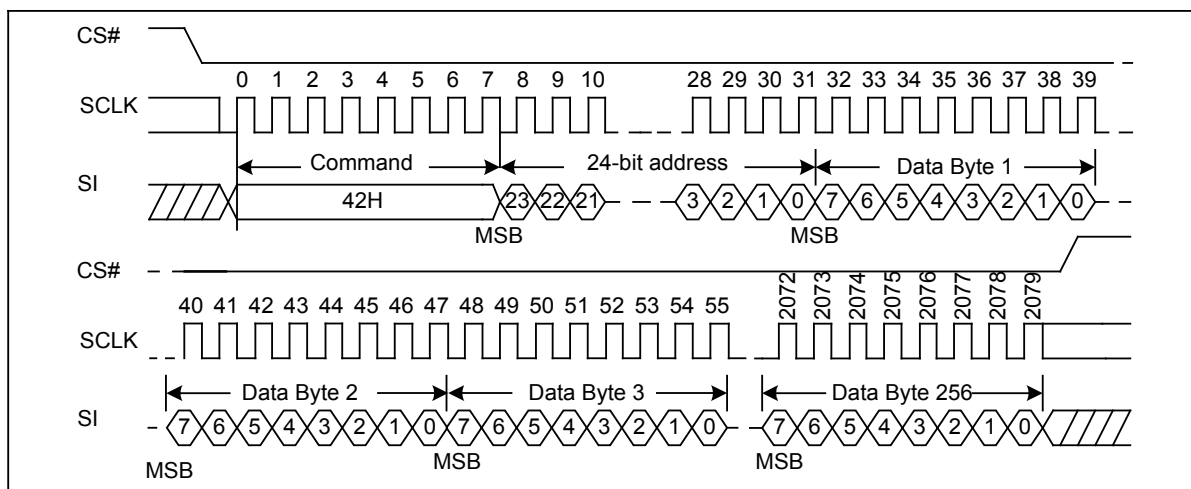 CS#
0 1 2 3 4 5 6 7 8 9 10 28 29 30 31 32 33 34 35 36 37 38 39
SCLK
Command 24-bit address Data Byte 1
SI
42H 23 22 21 3 2 1 0 7 6 5 4 3 2 1 0
MSB MSB
CS#
40 41 42 43 44 45 46 47 48 49 50 51 52 53 54 55 2072 2073 2074 2075 2076 2077 2078 2079
SCLK
Data Byte 2 Data Byte 3 Data Byte 256
SI
7 6 5 4 3 2 1 0 7 6 5 4 3 2 1 0 7 6 5 4 3 2 1 0
MSB MSB MSB